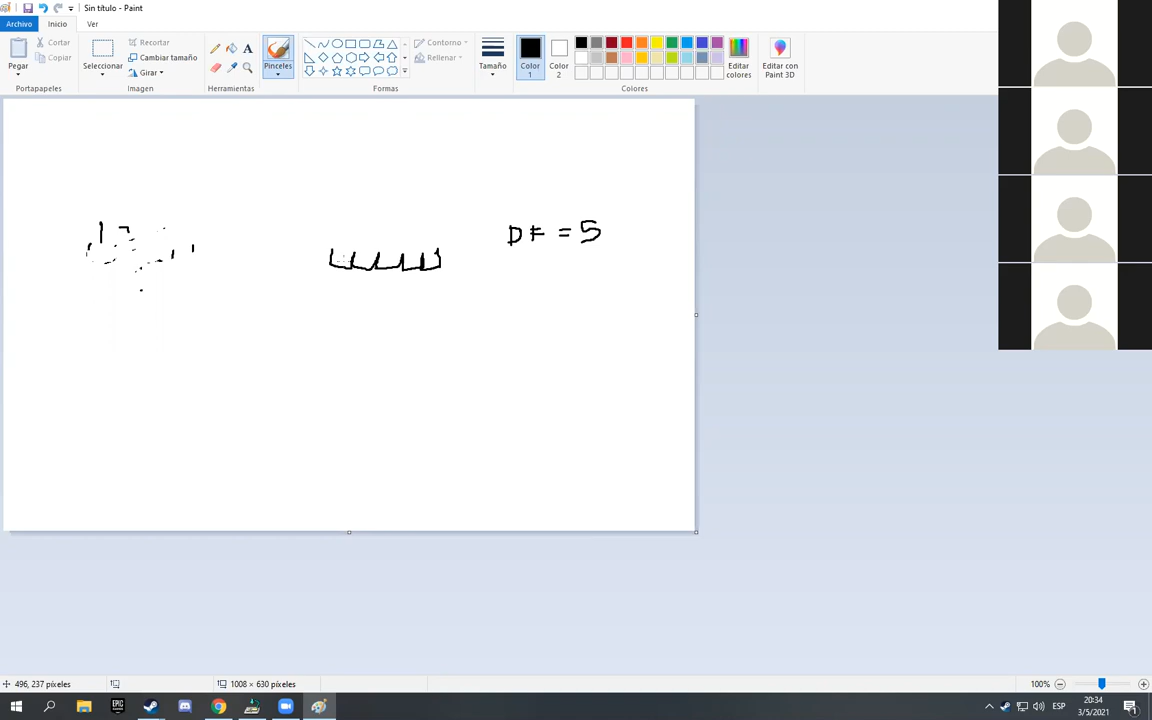 Sin título - Paint
Archivo Inicio Ver
Pegar
Cortar
Copiar
Portapapeles
Seleccionar
Recortar
Cambiar tamaño
Girar
Imagen
A
Herramientas
Pinceles
Contorno
Rellenar
Formas
Tamaño
Color 1
Color 2
Editar colores
Colores
Editar con Paint 3D
DF = 5
496, 237 píxeles
1008 × 630 píxeles
100%
EPIC
ESP
20:34
3/5/2021
1